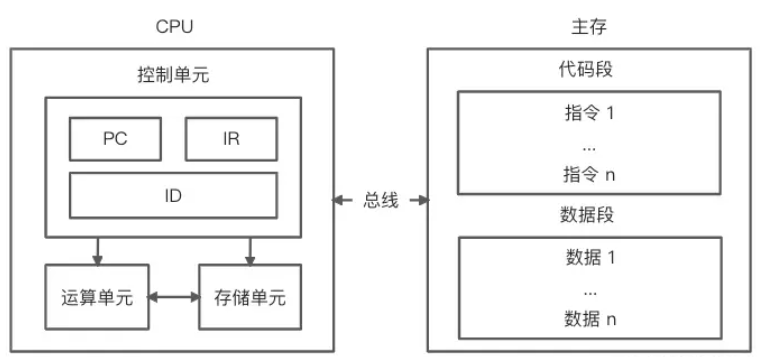 CPU
主存
控制单元
代码段
PC
IR
ID
指令 1
...
指令 n
总线
数据段
运算单元
存储单元
数据 1
...
数据 n